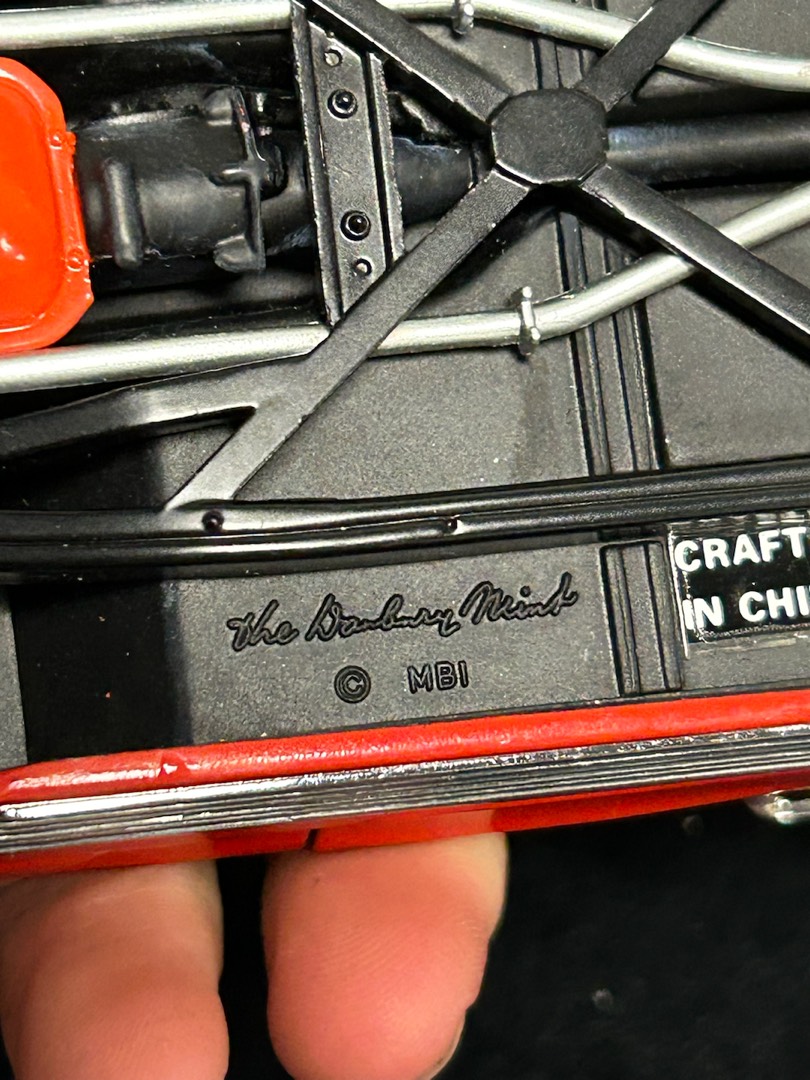 CRAFT
IN CHI
The Danbury Mint
© MBI